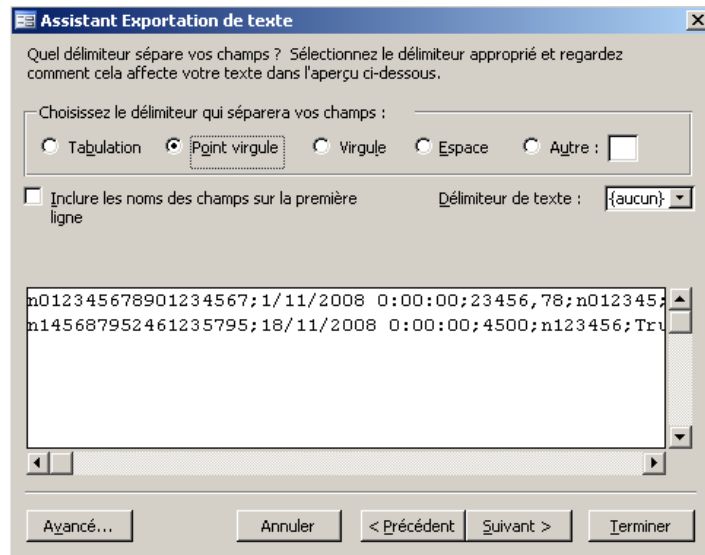 Assistant Exportation de texte
Quel délimiteur sépare vos champs ? Sélectionnez le délimiteur approprié et regardez
comment cela affecte votre texte dans l'aperçu ci-dessous.
Choisissez le délimiteur qui séparera vos champs :
Tabulation Point virgule Virgule Espace Autre :
Inclure les noms des champs sur la première
ligne
Délimiteur de texte : {aucun}
n012345678901234567;1/11/2008 0:00:00;23456,78;n012345;
n145687952461235795;18/11/2008 0:00:00;4500;n123456;Tru
Avancé... Annuler < Précédent Suivant > Terminer